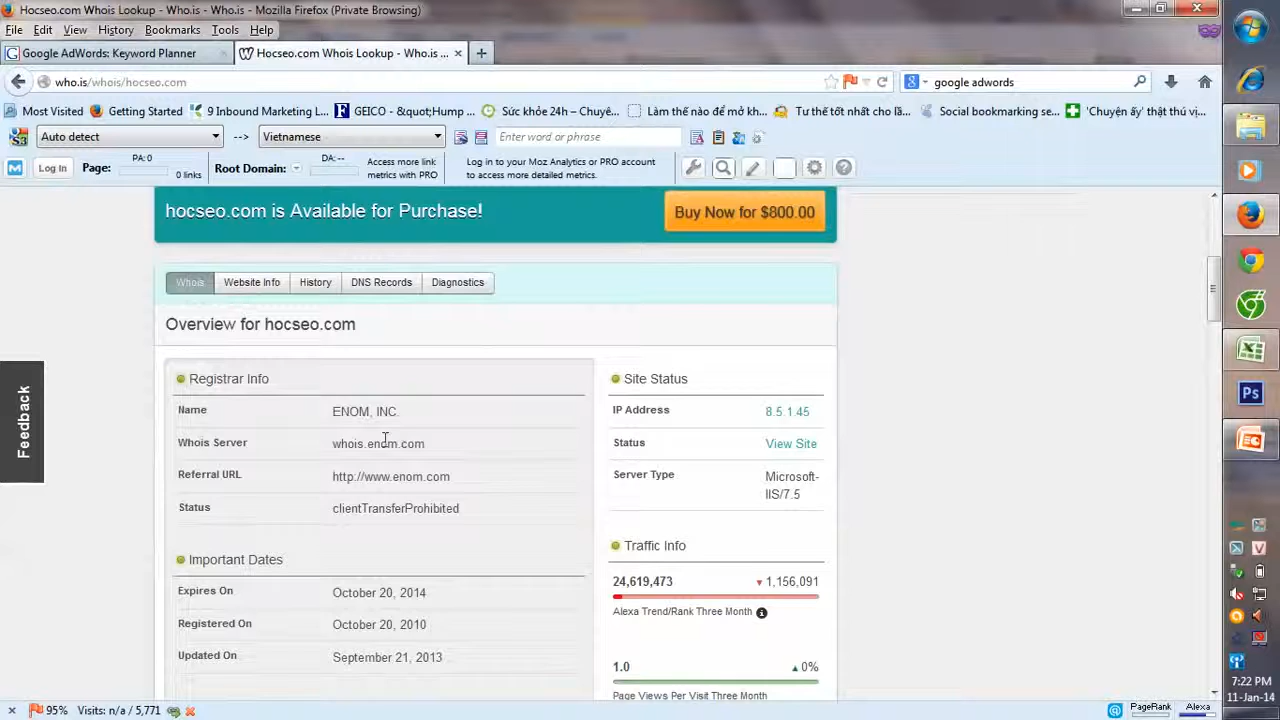 Hocseo.com Whois Lookup - Who.is - Who.is - Mozilla Firefox (Private Browsing)
File Edit View History Bookmarks Tools Help
Google AdWords: Keyword Planner
Hocseo.com Whois Lookup - Who.is ...
who.is/whois/hocseo.com
google adwords
Most Visited Getting Started 9 Inbound Marketing L... GEICO - &quot;Hump ... Sức khỏe 24h – Chuyê... Làm thế nào để mở kh... Tư thế tốt nhất cho lầ... Social bookmarking se... 'Chuyện ấy' thật thú vị...
Auto detect --> Vietnamese Enter word or phrase
Log In Page: PA: 0 0 links Root Domain: DA: -- Access more link metrics with PRO Log in to your Moz Analytics or PRO account to access more detailed metrics.
hocseo.com is Available for Purchase!
Buy Now for $800.00
Whois Website Info History DNS Records Diagnostics
Overview for hocseo.com
Registrar Info
Name ENOM, INC.
Whois Server whois.enom.com
Referral URL http://www.enom.com
Status clientTransferProhibited
Important Dates
Expires On October 20, 2014
Registered On October 20, 2010
Updated On September 21, 2013
Site Status
IP Address 8.5.1.45
Status View Site
Server Type Microsoft-
IIS/7.5
Traffic Info
24,619,473 1,156,091
Alexa Trend/Rank Three Month
1.0 0%
Page Views Per Visit Three Month
Feedback
95% Visits: n/a / 5,771
PageRank Alexa
7:22 PM
11-Jan-14